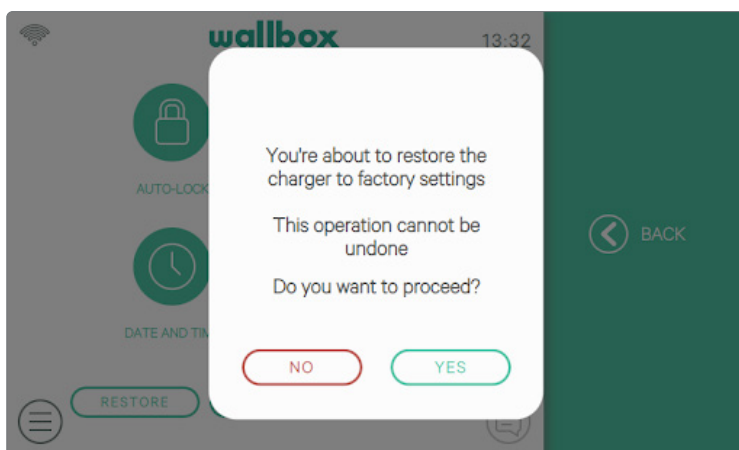 wallbox
13:32
AUTO-LOCK
You're about to restore the
charger to factory settings
This operation cannot be
undone
Do you want to proceed?
BACK
DATE AND TIM
NO
YES
RESTORE